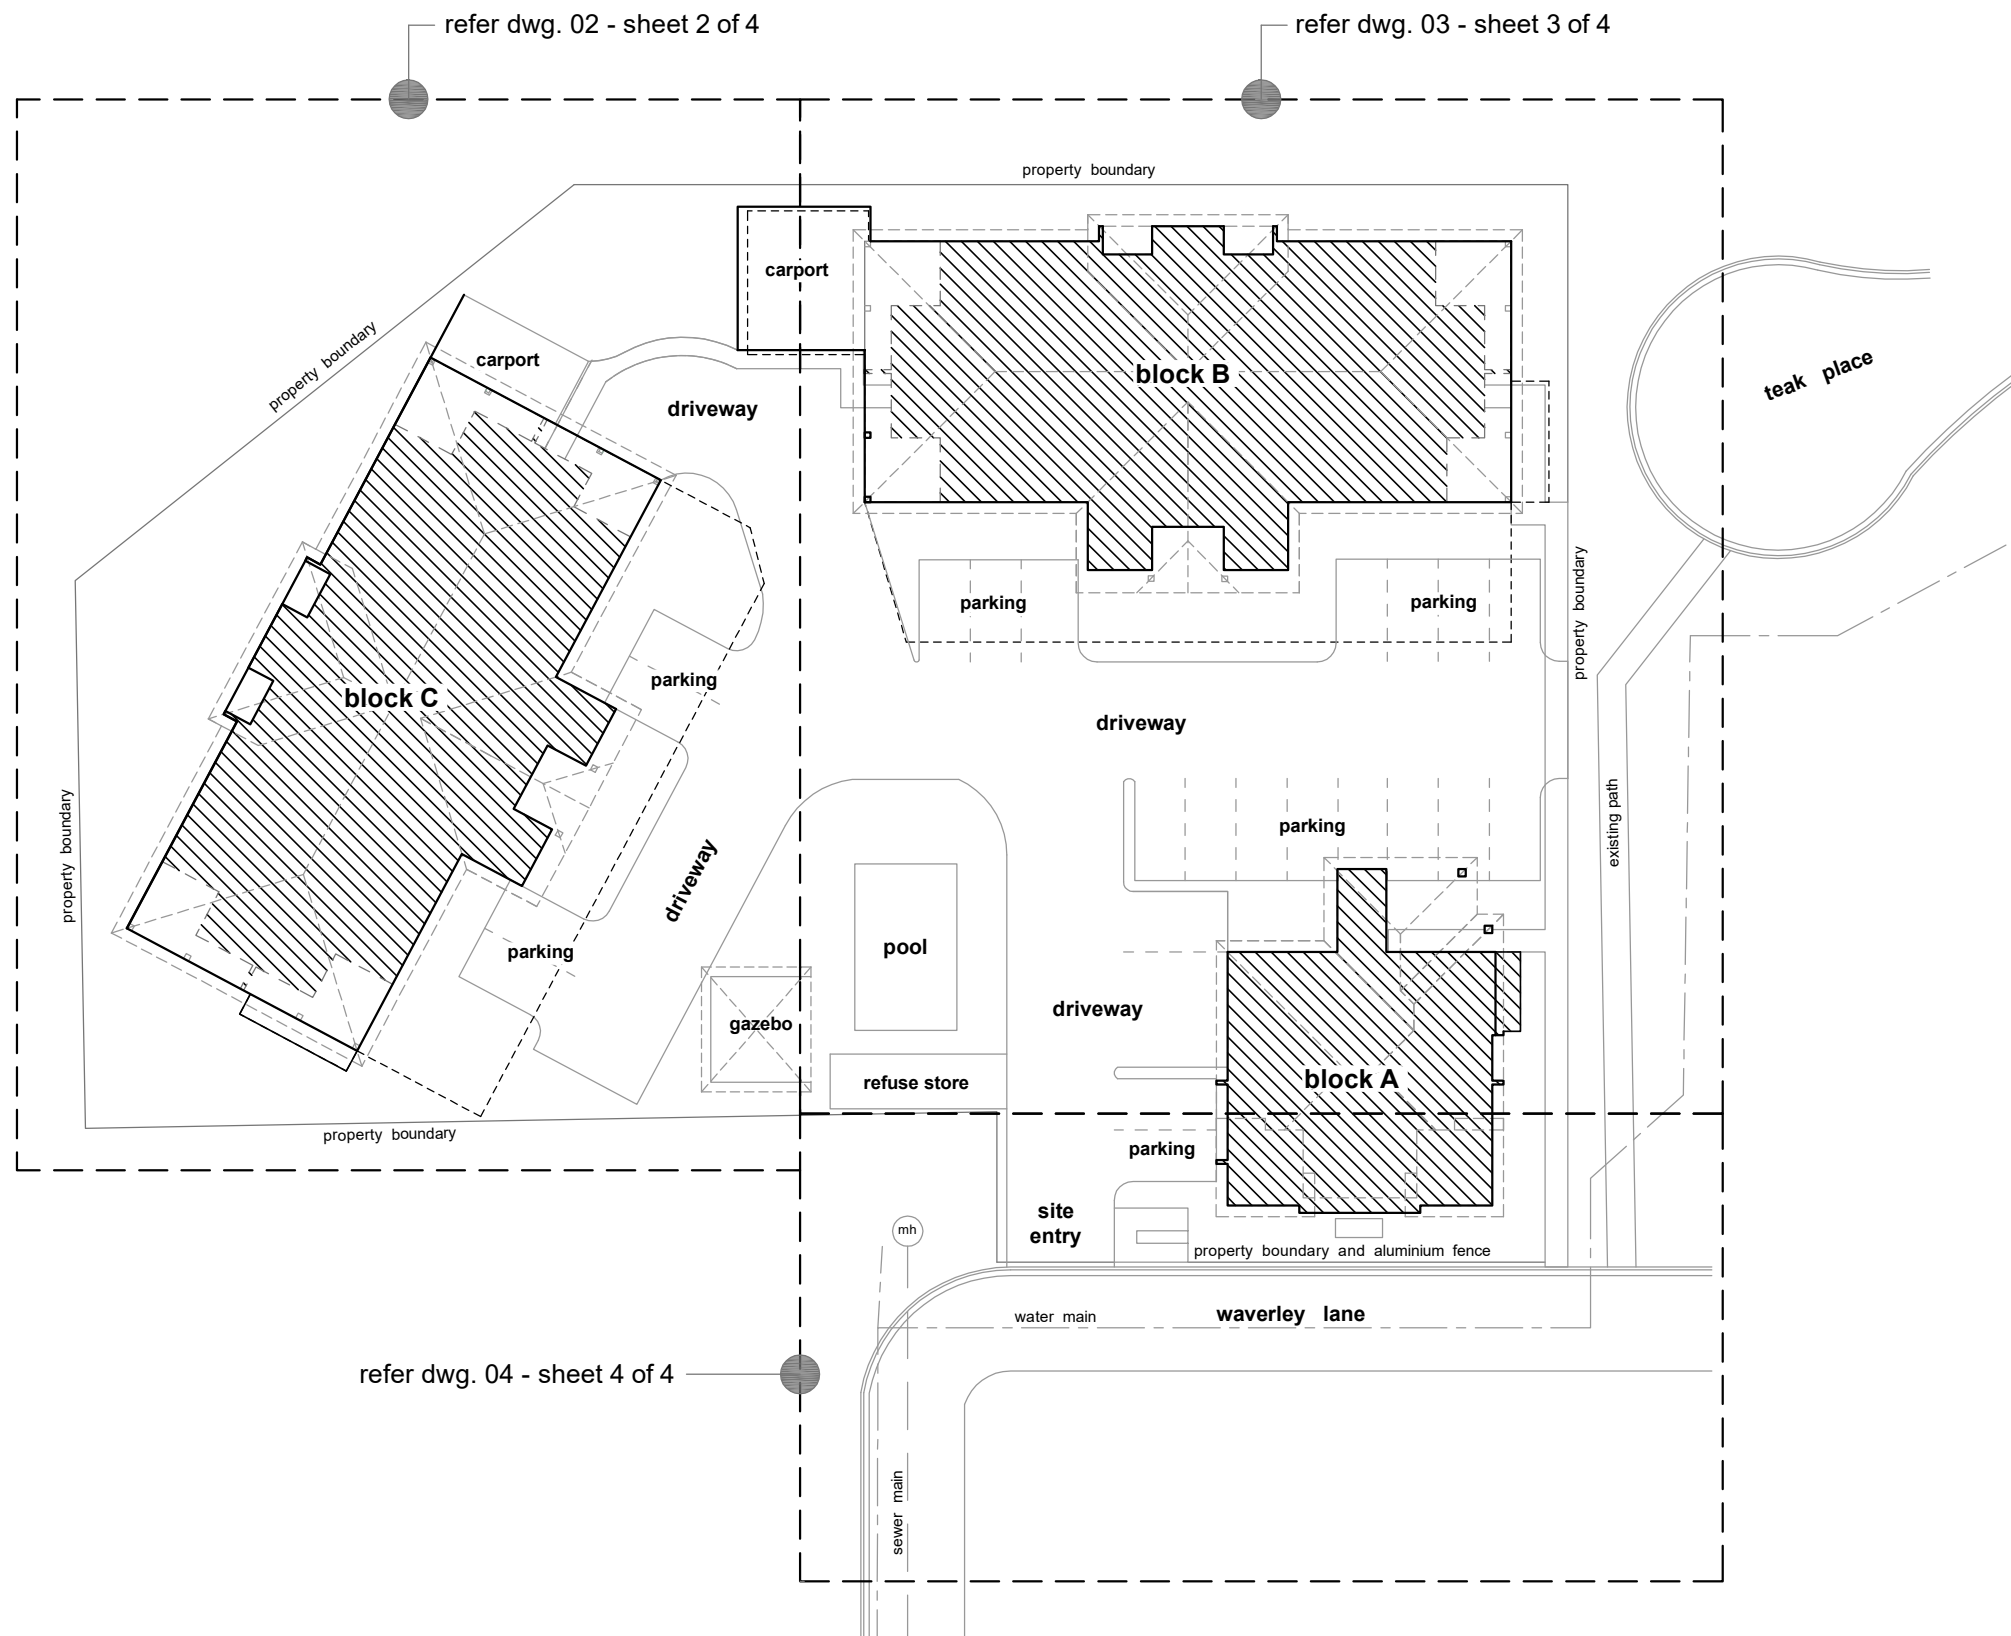 refer dwg. 02 - sheet 2 of 4
refer dwg. 03 - sheet 3 of 4
property boundary
carport
property boundary
carport
driveway
block B
teak place
parking
parking
property boundary
parking
block C
driveway
property boundary
driveway
parking
existing path
parking
pool
driveway
gazebo
refuse store
block A
property boundary
parking
site
entry
mh
property boundary and aluminium fence
water main
waverley lane
refer dwg. 04 - sheet 4 of 4
sewer main